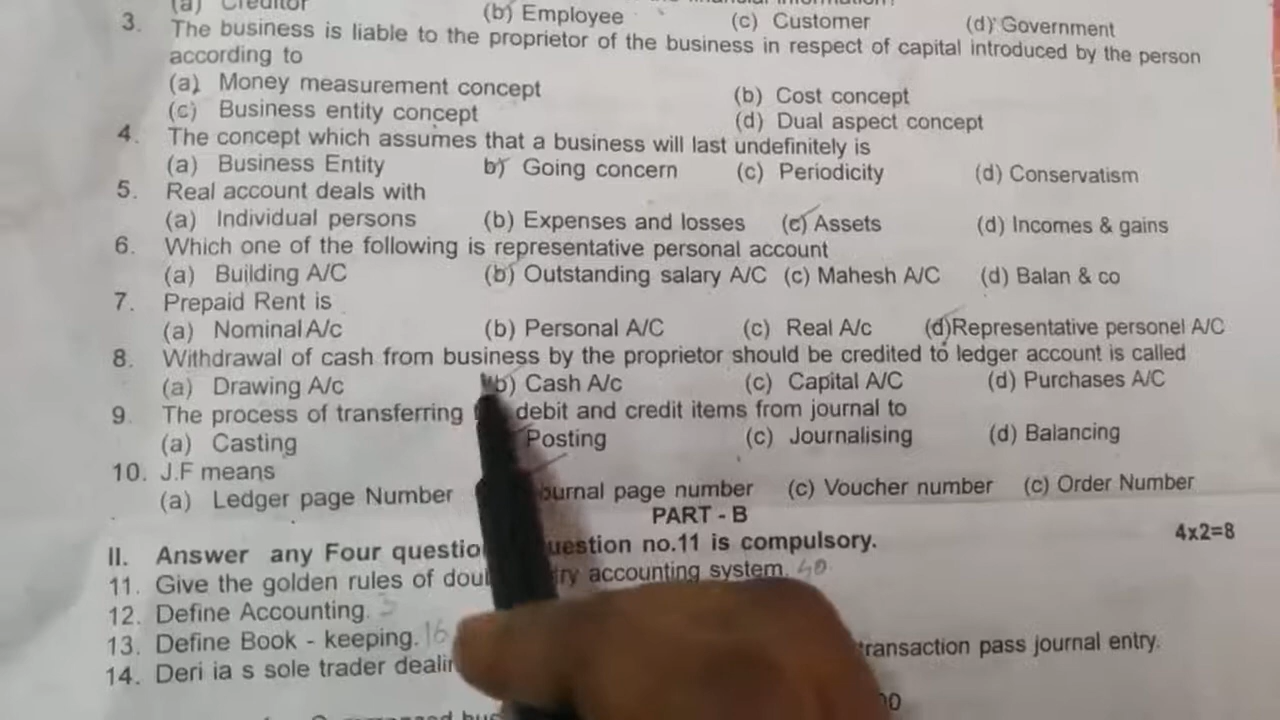 (a) Creditor (b) Employee (c) Customer (d) Government
3. The business is liable to the proprietor of the business in respect of capital introduced by the person
according to
(a) Money measurement concept (b) Cost concept
(c) Business entity concept (d) Dual aspect concept
4. The concept which assumes that a business will last undefinitely is
(a) Business Entity b) Going concern (c) Periodicity (d) Conservatism
5. Real account deals with
(a) Individual persons (b) Expenses and losses (c) Assets (d) Incomes & gains
6. Which one of the following is representative personal account
(a) Building A/C (b) Outstanding salary A/C (c) Mahesh A/C (d) Balan & co
7. Prepaid Rent is
(a) Nominal A/c (b) Personal A/C (c) Real A/c (d)Representative personel A/C
8. Withdrawal of cash from business by the proprietor should be credited to ledger account is called
(a) Drawing A/c b) Cash A/c (c) Capital A/C (d) Purchases A/C
9. The process of transferring debit and credit items from journal to
(a) Casting Posting (c) Journalising (d) Balancing
10. J.F means
(a) Ledger page Number ournal page number (c) Voucher number (c) Order Number
PART - B
II. Answer any Four questio uestion no.11 is compulsory. 4x2=8
11. Give the golden rules of dou try accounting system. 40
12. Define Accounting. 3
13. Define Book - keeping. 16
14. Deri ia s sole trader dealin transaction pass journal entry.